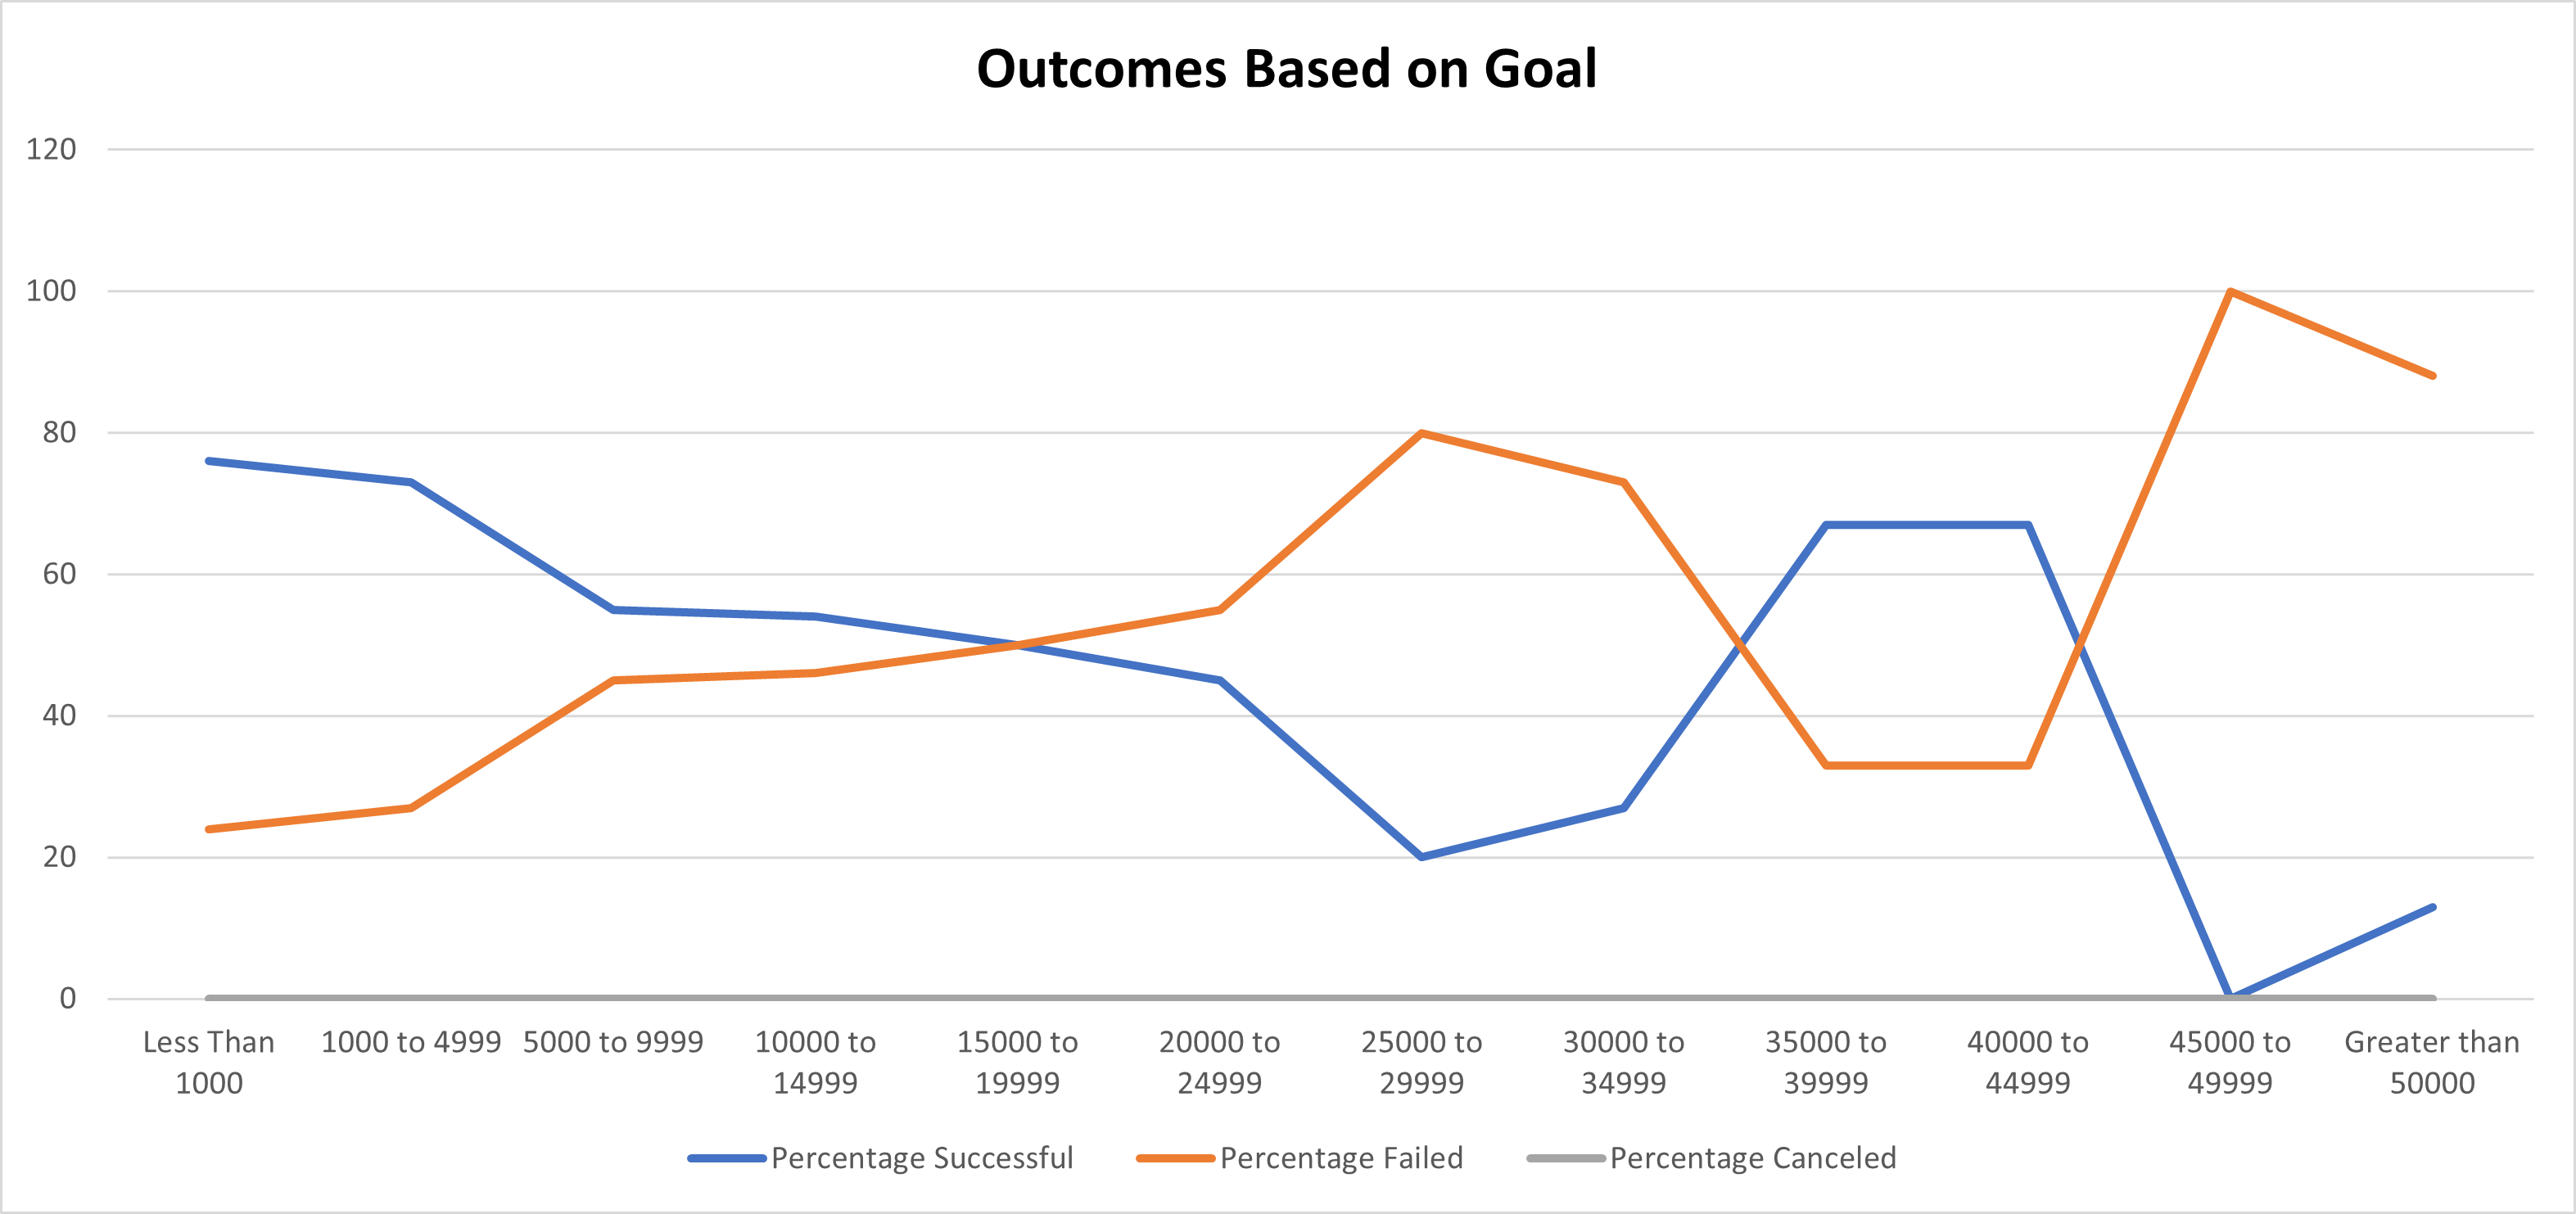 Outcomes Based on Goal
120
100
80
60
40
20
0
Less Than 1000
1000 to 4999
5000 to 9999
10000 to 14999
15000 to 19999
20000 to 24999
25000 to 29999
30000 to 34999
35000 to 39999
40000 to 44999
45000 to 49999
Greater than 50000
Percentage Successful
Percentage Failed
Percentage Canceled